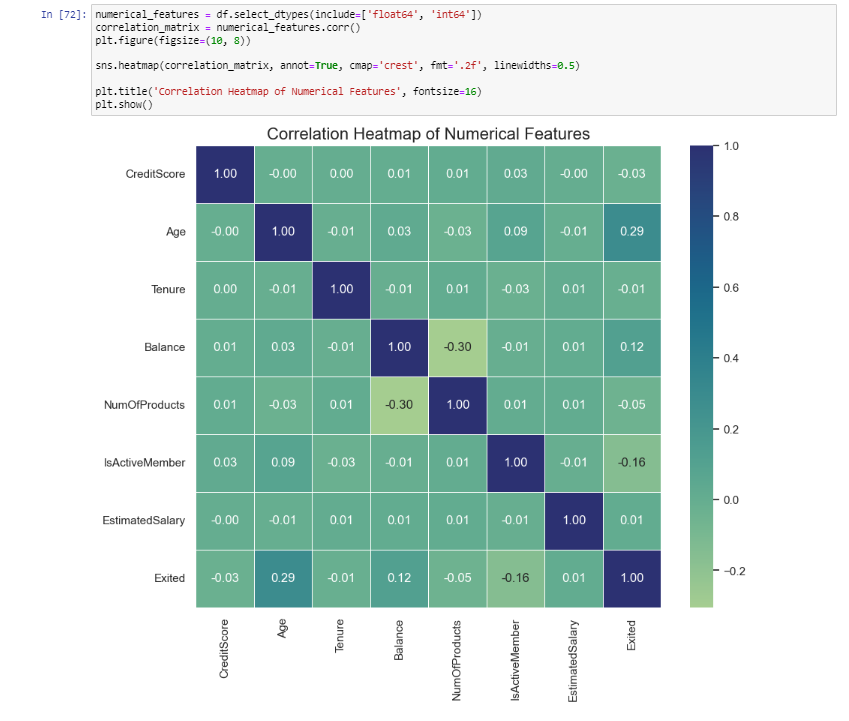 In [72]: numerical_features = df.select_dtypes(include=['float64', 'int64'])
correlation_matrix = numerical_features.corr()
plt.figure(figsize=(10, 8))
sns.heatmap(correlation_matrix, annot=True, cmap='crest', fmt='.2f', linewidths=0.5)
plt.title('Correlation Heatmap of Numerical Features', fontsize=16)
plt.show()
Correlation Heatmap of Numerical Features
CreditScore 1.00 -0.00 0.00 0.01 0.01 0.03 -0.00 -0.03
Age -0.00 1.00 -0.01 0.03 -0.03 0.09 -0.01 0.29
Tenure 0.00 -0.01 1.00 -0.01 0.01 -0.03 0.01 -0.01
Balance 0.01 0.03 -0.01 1.00 -0.30 -0.01 0.01 0.12
NumOfProducts 0.01 -0.03 0.01 -0.30 1.00 0.01 0.01 -0.05
IsActiveMember 0.03 0.09 -0.03 -0.01 0.01 1.00 -0.01 -0.16
EstimatedSalary -0.00 -0.01 0.01 0.01 0.01 -0.01 1.00 0.01
Exited -0.03 0.29 -0.01 0.12 -0.05 -0.16 0.01 1.00
CreditScore
Age
Tenure
Balance
NumOfProducts
IsActiveMember
EstimatedSalary
Exited
1.0
0.8
0.6
0.4
0.2
0.0
−0.2